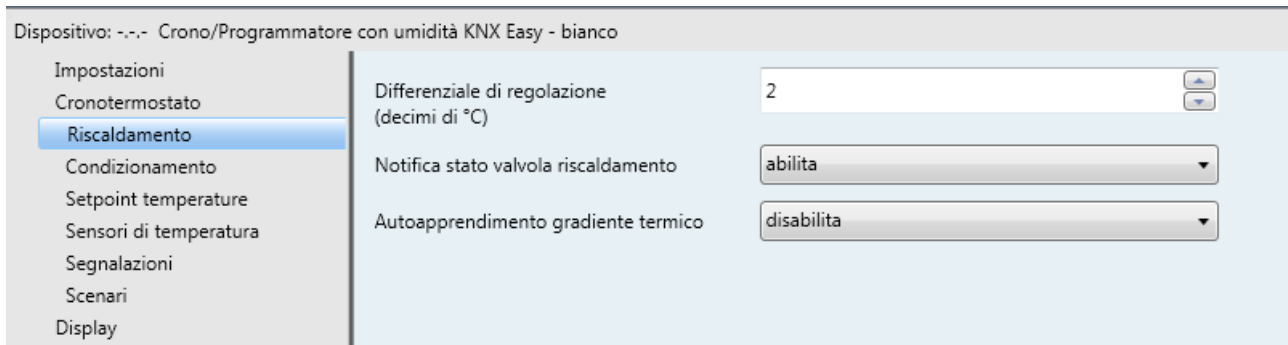 Dispositivo: -.-.- Crono/Programmatore con umidità KNX Easy - bianco
Impostazioni
Cronotermostato
Riscaldamento
Condizionamento
Setpoint temperature
Sensori di temperatura
Segnalazioni
Scenari
Display
Differenziale di regolazione
(decimi di °C)
2
Notifica stato valvola riscaldamento
abilita
Autoapprendimento gradiente termico
disabilita